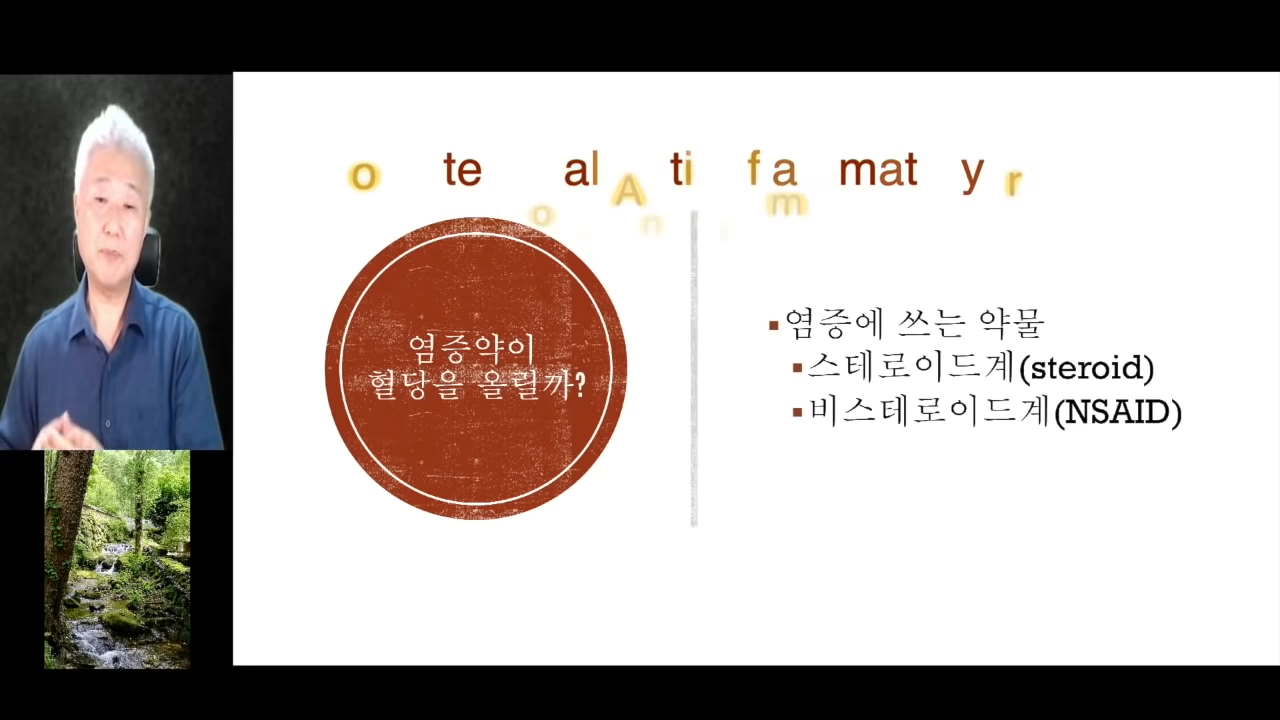 염증약이
혈당을 올릴까?
▪염증에 쓰는 약물
▪스테로이드계(steroid)
▪비스테로이드계(NSAID)